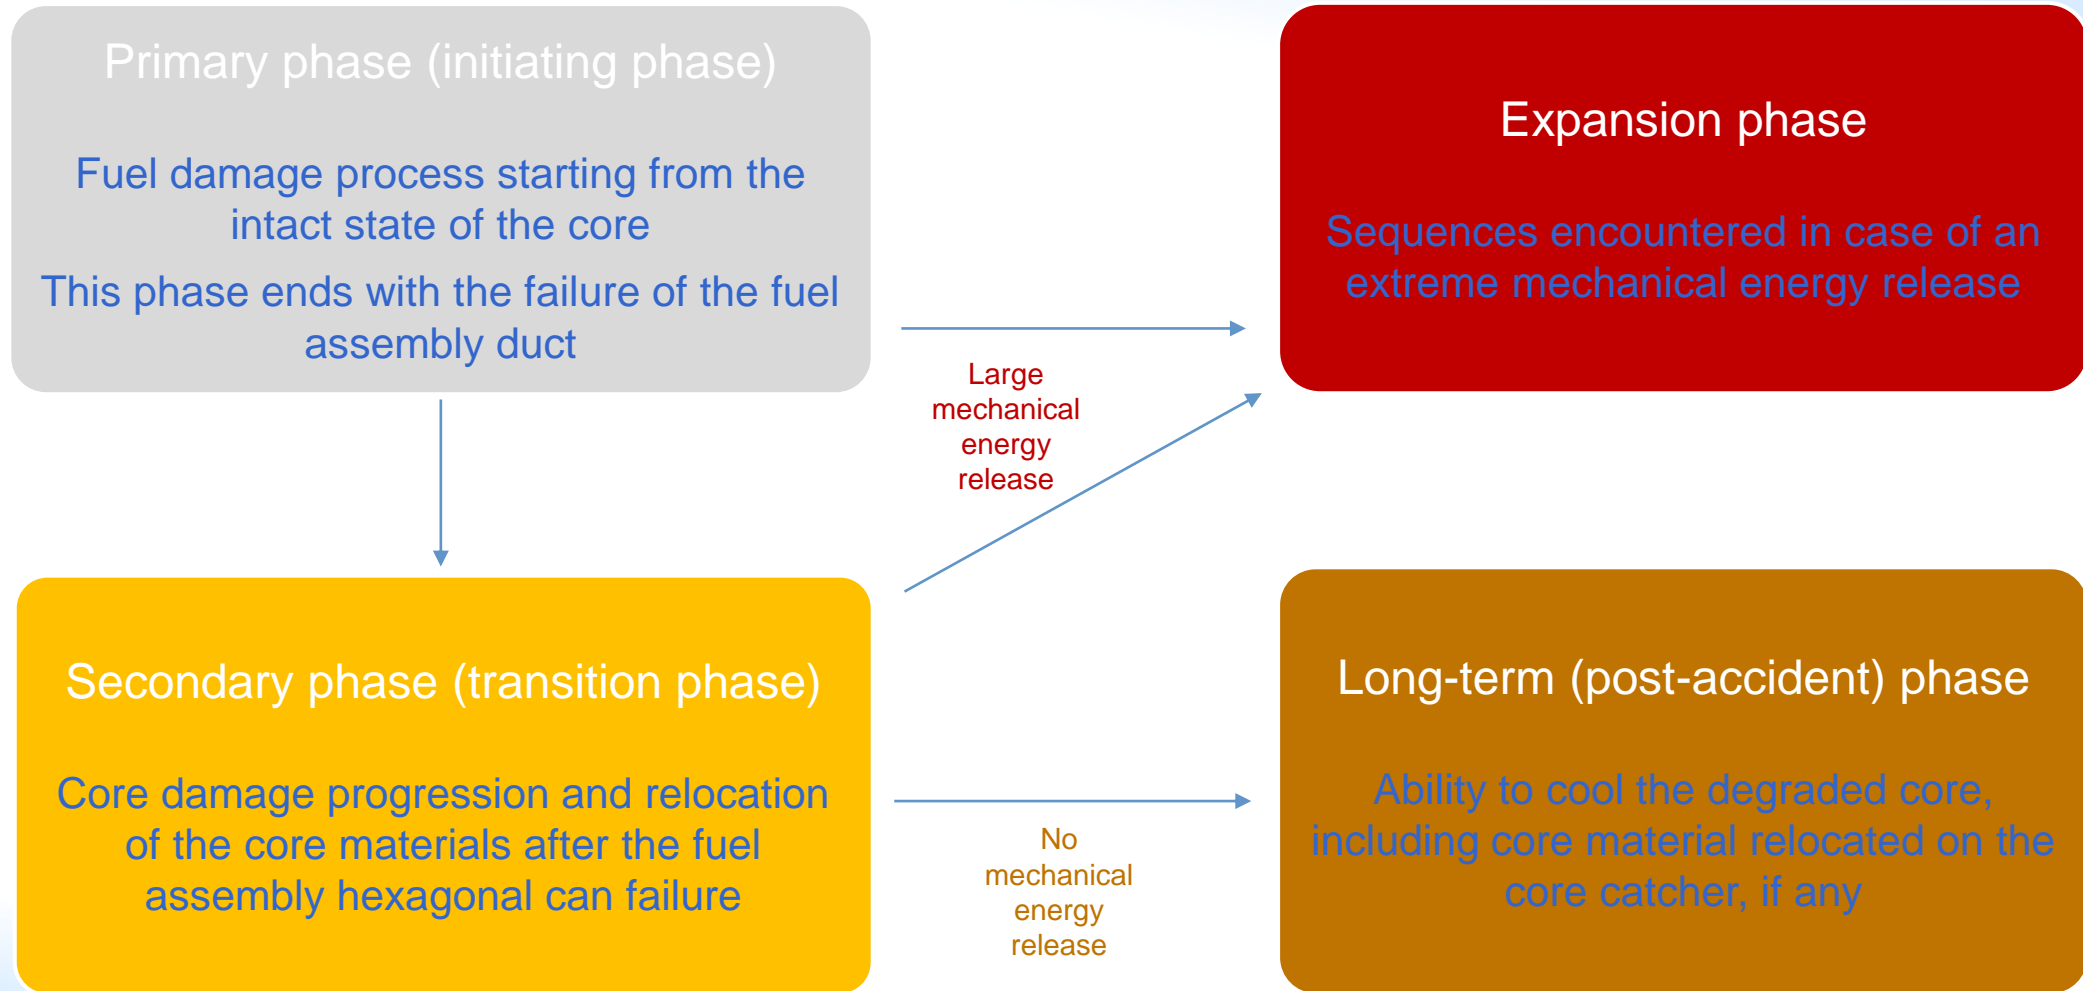 Primary phase (initiating phase)
Fuel damage process starting from the
intact state of the core
This phase ends with the failure of the fuel
assembly duct
Expansion phase
Sequences encountered in case of an
extreme mechanical energy release
Large
mechanical
energy
release
Secondary phase (transition phase)
Core damage progression and relocation
of the core materials after the fuel
assembly hexagonal can failure
No
mechanical
energy
release
Long-term (post-accident) phase
Ability to cool the degraded core,
including core material relocated on the
core catcher, if any